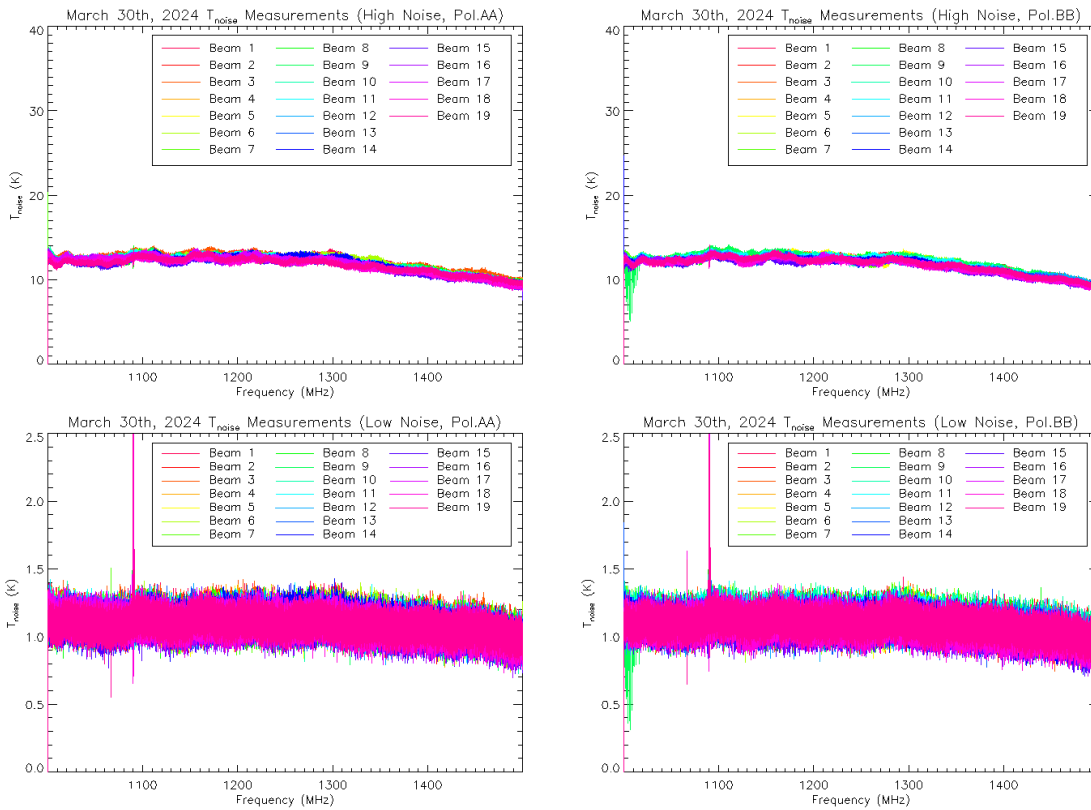 March 30th, 2024 Tnoise Measurements (High Noise, Pol.AA)
40
30
20
10
0
Tnoise (K)
Beam 1
Beam 2
Beam 3
Beam 4
Beam 5
Beam 6
Beam 7
Beam 8
Beam 9
Beam 10
Beam 11
Beam 12
Beam 13
Beam 14
Beam 15
Beam 16
Beam 17
Beam 18
Beam 19
1100 1200 1300 1400
Frequency (MHz)
March 30th, 2024 Tnoise Measurements (High Noise, Pol.BB)
40
30
20
10
0
Tnoise (K)
Beam 1
Beam 2
Beam 3
Beam 4
Beam 5
Beam 6
Beam 7
Beam 8
Beam 9
Beam 10
Beam 11
Beam 12
Beam 13
Beam 14
Beam 15
Beam 16
Beam 17
Beam 18
Beam 19
1100 1200 1300 1400
Frequency (MHz)
March 30th, 2024 Tnoise Measurements (Low Noise, Pol.AA)
2.5
2.0
1.5
1.0
0.5
0.0
Tnoise (K)
Beam 1
Beam 2
Beam 3
Beam 4
Beam 5
Beam 6
Beam 7
Beam 8
Beam 9
Beam 10
Beam 11
Beam 12
Beam 13
Beam 14
Beam 15
Beam 16
Beam 17
Beam 18
Beam 19
1100 1200 1300 1400
Frequency (MHz)
March 30th, 2024 Tnoise Measurements (Low Noise, Pol.BB)
2.5
2.0
1.5
1.0
0.5
0.0
Tnoise (K)
Beam 1
Beam 2
Beam 3
Beam 4
Beam 5
Beam 6
Beam 7
Beam 8
Beam 9
Beam 10
Beam 11
Beam 12
Beam 13
Beam 14
Beam 15
Beam 16
Beam 17
Beam 18
Beam 19
1100 1200 1300 1400
Frequency (MHz)